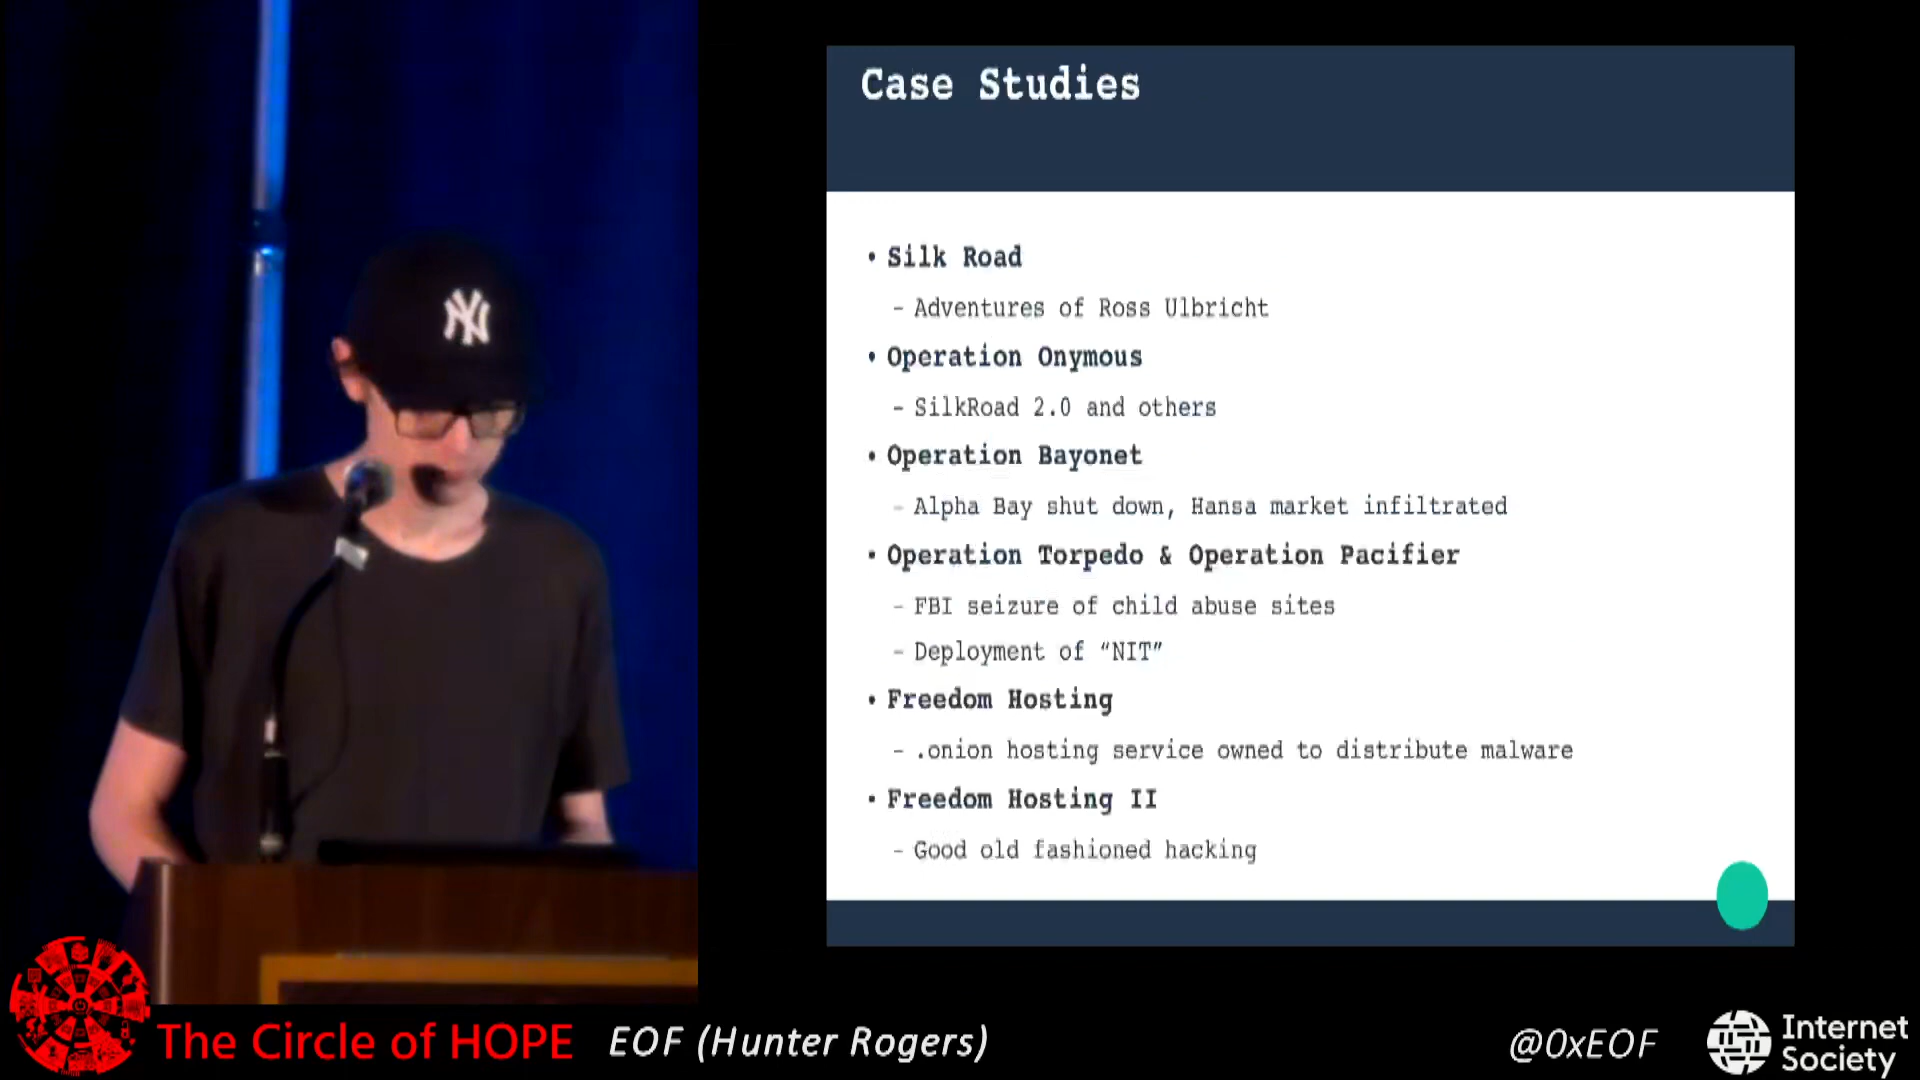 NY
Case Studies
• Silk Road
– Adventures of Ross Ulbricht
• Operation Onymous
– SilkRoad 2.0 and others
• Operation Bayonet
– Alpha Bay shut down, Hansa market infiltrated
• Operation Torpedo & Operation Pacifier
– FBI seizure of child abuse sites
– Deployment of “NIT”
• Freedom Hosting
– .onion hosting service owned to distribute malware
• Freedom Hosting II
– Good old fashioned hacking
The Circle of HOPE
EOF (Hunter Rogers)
@0xEOF
Internet
Society